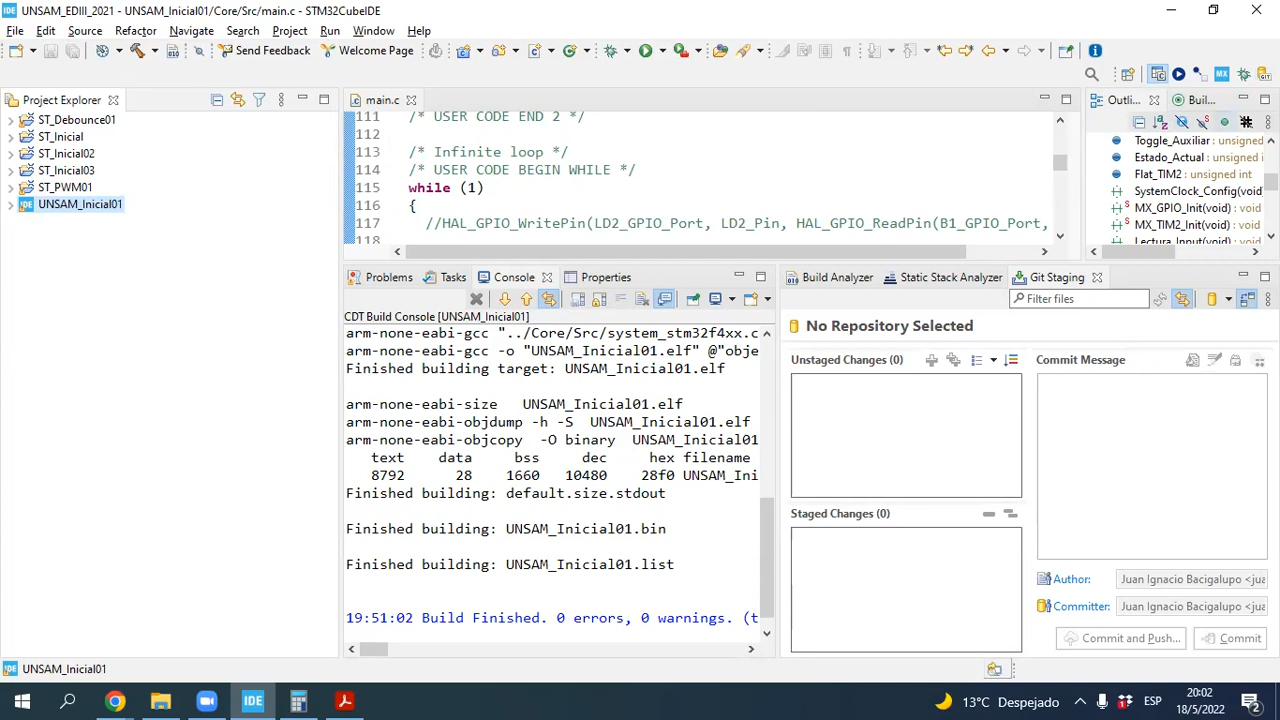 UNSAM_EDIII_2021 - UNSAM_Inicial01/Core/Src/main.c - STM32CubeIDE
File Edit Source Refactor Navigate Search Project Run Window Help
Send Feedback Welcome Page
Project Explorer
ST_Debounce01
ST_Inicial
ST_Inicial02
ST_Inicial03
ST_PWM01
UNSAM_Inicial01
main.c
111 /* USER CODE END 2 */
112
113 /* Infinite loop */
114 /* USER CODE BEGIN WHILE */
115 while (1)
116 {
117 //HAL_GPIO_WritePin(LD2_GPIO_Port, LD2_Pin, HAL_GPIO_ReadPin(B1_GPIO_Port,
118
Outli... Buil...
Toggle_Auxiliar : unsigned
Estado_Actual : unsigned i
Flat_TIM2 : unsigned int
SystemClock_Config(void)
MX_GPIO_Init(void) : void
MX_TIM2_Init(void) : void
Lectura_Input(void) : void
Problems Tasks Console Properties
CDT Build Console [UNSAM_Inicial01]
arm-none-eabi-gcc "../Core/Src/system_stm32f4xx.c
arm-none-eabi-gcc -o "UNSAM_Inicial01.elf" @"obje
Finished building target: UNSAM_Inicial01.elf
arm-none-eabi-size UNSAM_Inicial01.elf
arm-none-eabi-objdump -h -S UNSAM_Inicial01.elf
arm-none-eabi-objcopy -O binary UNSAM_Inicial01
text data bss dec hex filename
8792 28 1660 10480 28f0 UNSAM_Ini
Finished building: default.size.stdout
Finished building: UNSAM_Inicial01.bin
Finished building: UNSAM_Inicial01.list
19:51:02 Build Finished. 0 errors, 0 warnings. (t
Build Analyzer Static Stack Analyzer Git Staging
Filter files
No Repository Selected
Unstaged Changes (0)
Commit Message
Staged Changes (0)
Author: Juan Ignacio Bacigalupo <jua
Committer: Juan Ignacio Bacigalupo <jua
Commit and Push... Commit
UNSAM_Inicial01
IDE
13°C Despejado
ESP
20:02
18/5/2022
2